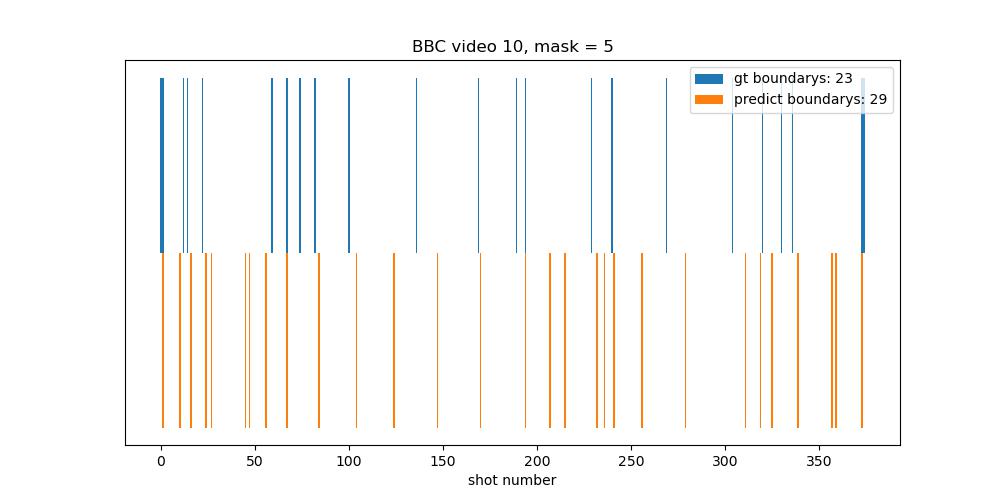 BBC video 10, mask = 5
gt boundarys: 23
predict boundarys: 29
0 50 100 150 200 250 300 350
shot number